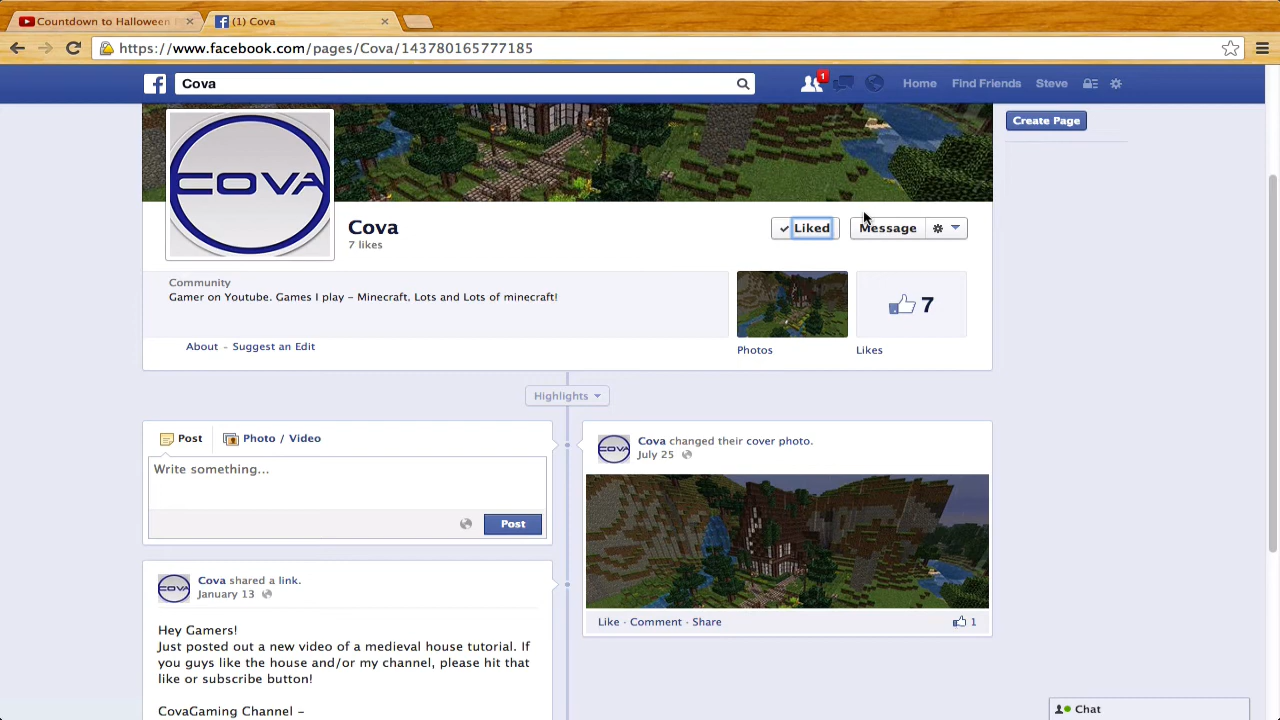 Countdown to Halloween
(1) Cova
https://www.facebook.com/pages/Cova/143780165777185
Cova
1
Home
Find Friends
Steve
Create Page
COVA
Cova
7 likes
Liked
Message
Community
Gamer on Youtube. Games I play – Minecraft, Lots and Lots of minecraft!
7
About – Suggest an Edit
Photos
Likes
Highlights
Post
Photo / Video
Write something...
Post
COVA
Cova changed their cover photo.
July 25
Like · Comment · Share
1
COVA
Cova shared a link.
January 13
Hey Gamers!
Just posted out a new video of a medieval house tutorial. If
you guys like the house and/or my channel, please hit that
like or subscribe button!
CovaGaming Channel –
Chat